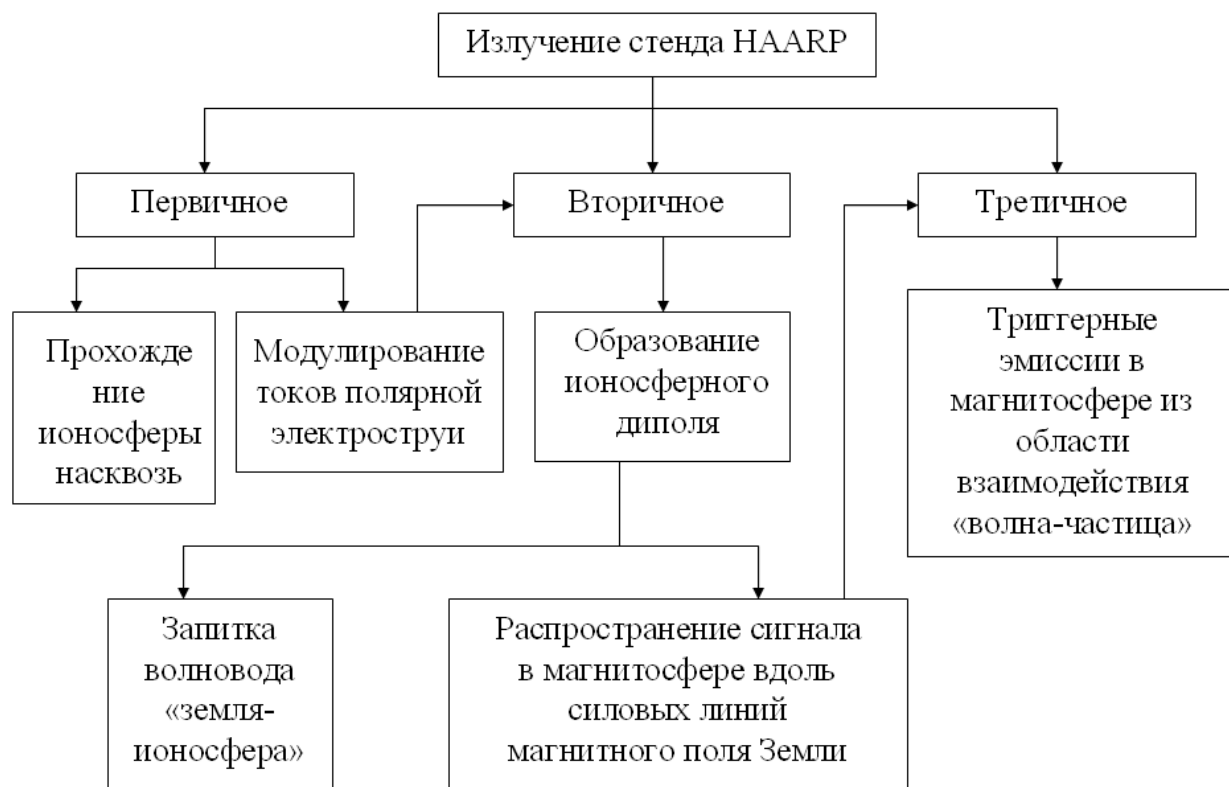 Излучение стенда HAARP
Первичное
Вторичное
Третичное
Прохожде
ние
ионосферы
насквозь
Модулирование
токов полярной
электроструи
Образование
ионосферного
диполя
Триггерные
эмиссии в
магнитосфере из
области
взаимодействия
«волна-частица»
Запитка
волновода
«земля-
ионосфера»
Распространение сигнала
в магнитосфере вдоль
силовых линий
магнитного поля Земли